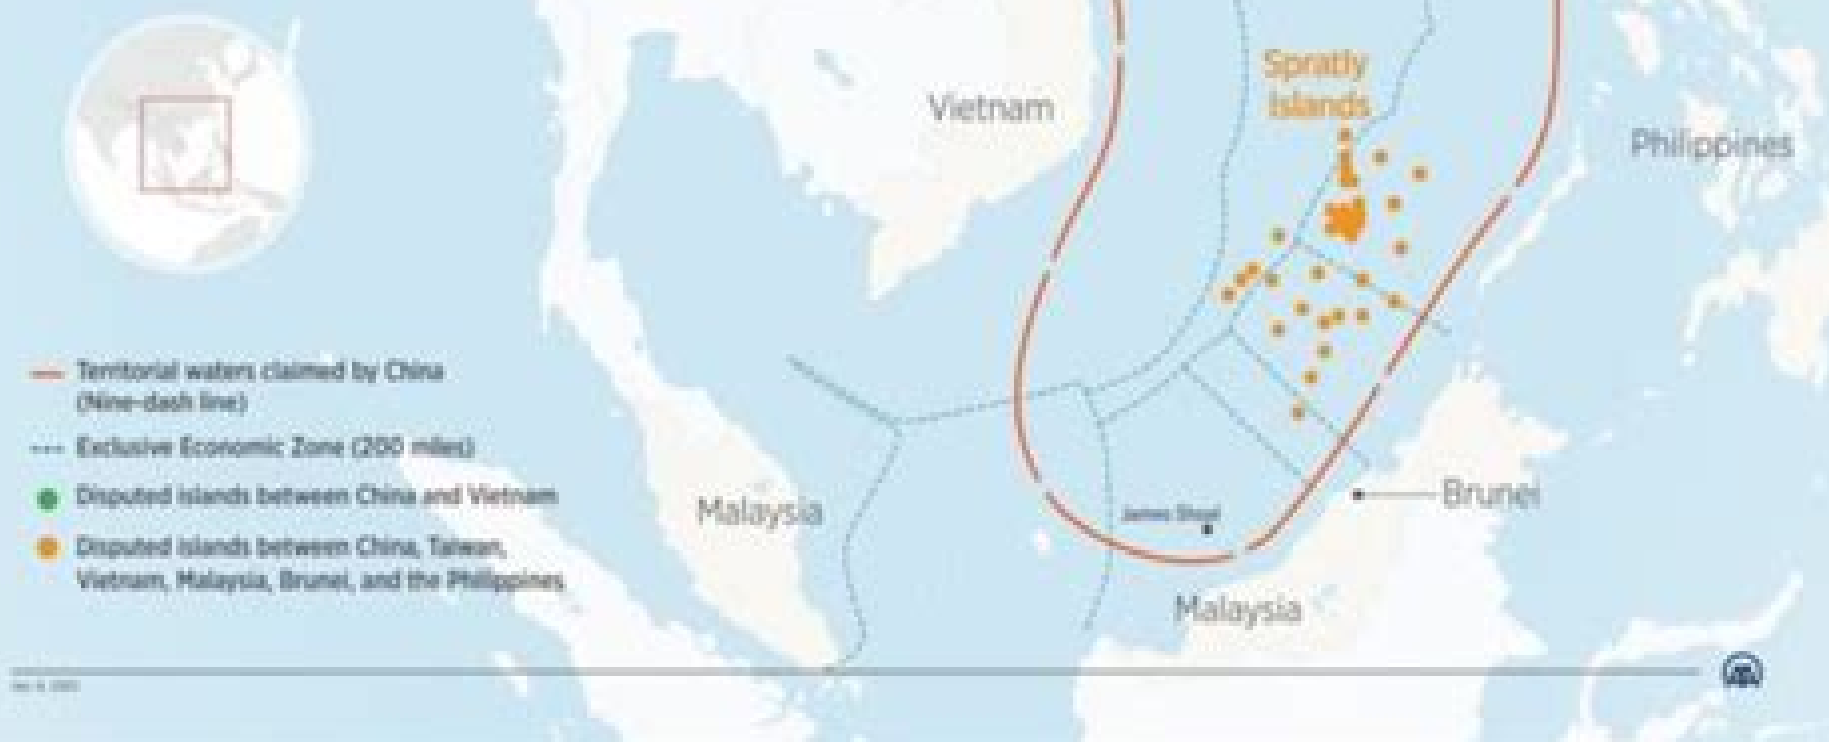 Spratly
Islands
Vietnam
Philippines
Territorial waters claimed by China
(Nine-dash line)
Exclusive Economic Zone (200 miles)
Disputed islands between China and Vietnam
Disputed islands between China, Taiwan,
Vietnam, Malaysia, Brunei, and the Philippines
Malaysia
Brunei
James Shoal
Malaysia